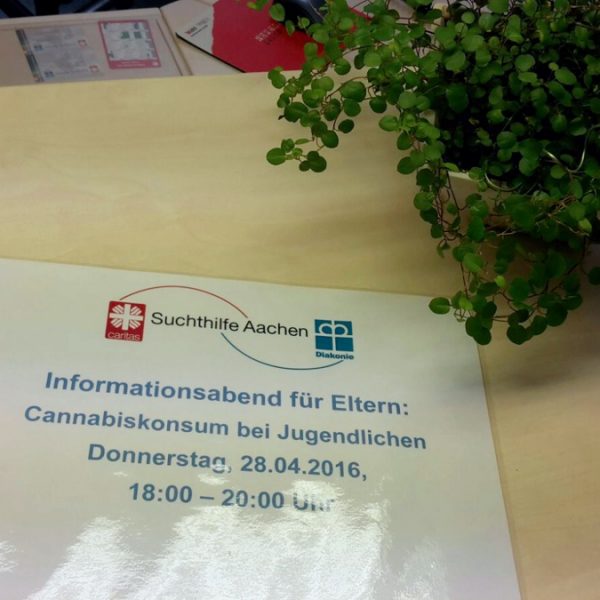 Suchthilfe Aachen
caritas
Diakonie
Informationsabend für Eltern:
Cannabiskonsum bei Jugendlichen
Donnerstag, 28.04.2016,
18:00 – 20:00 Uhr